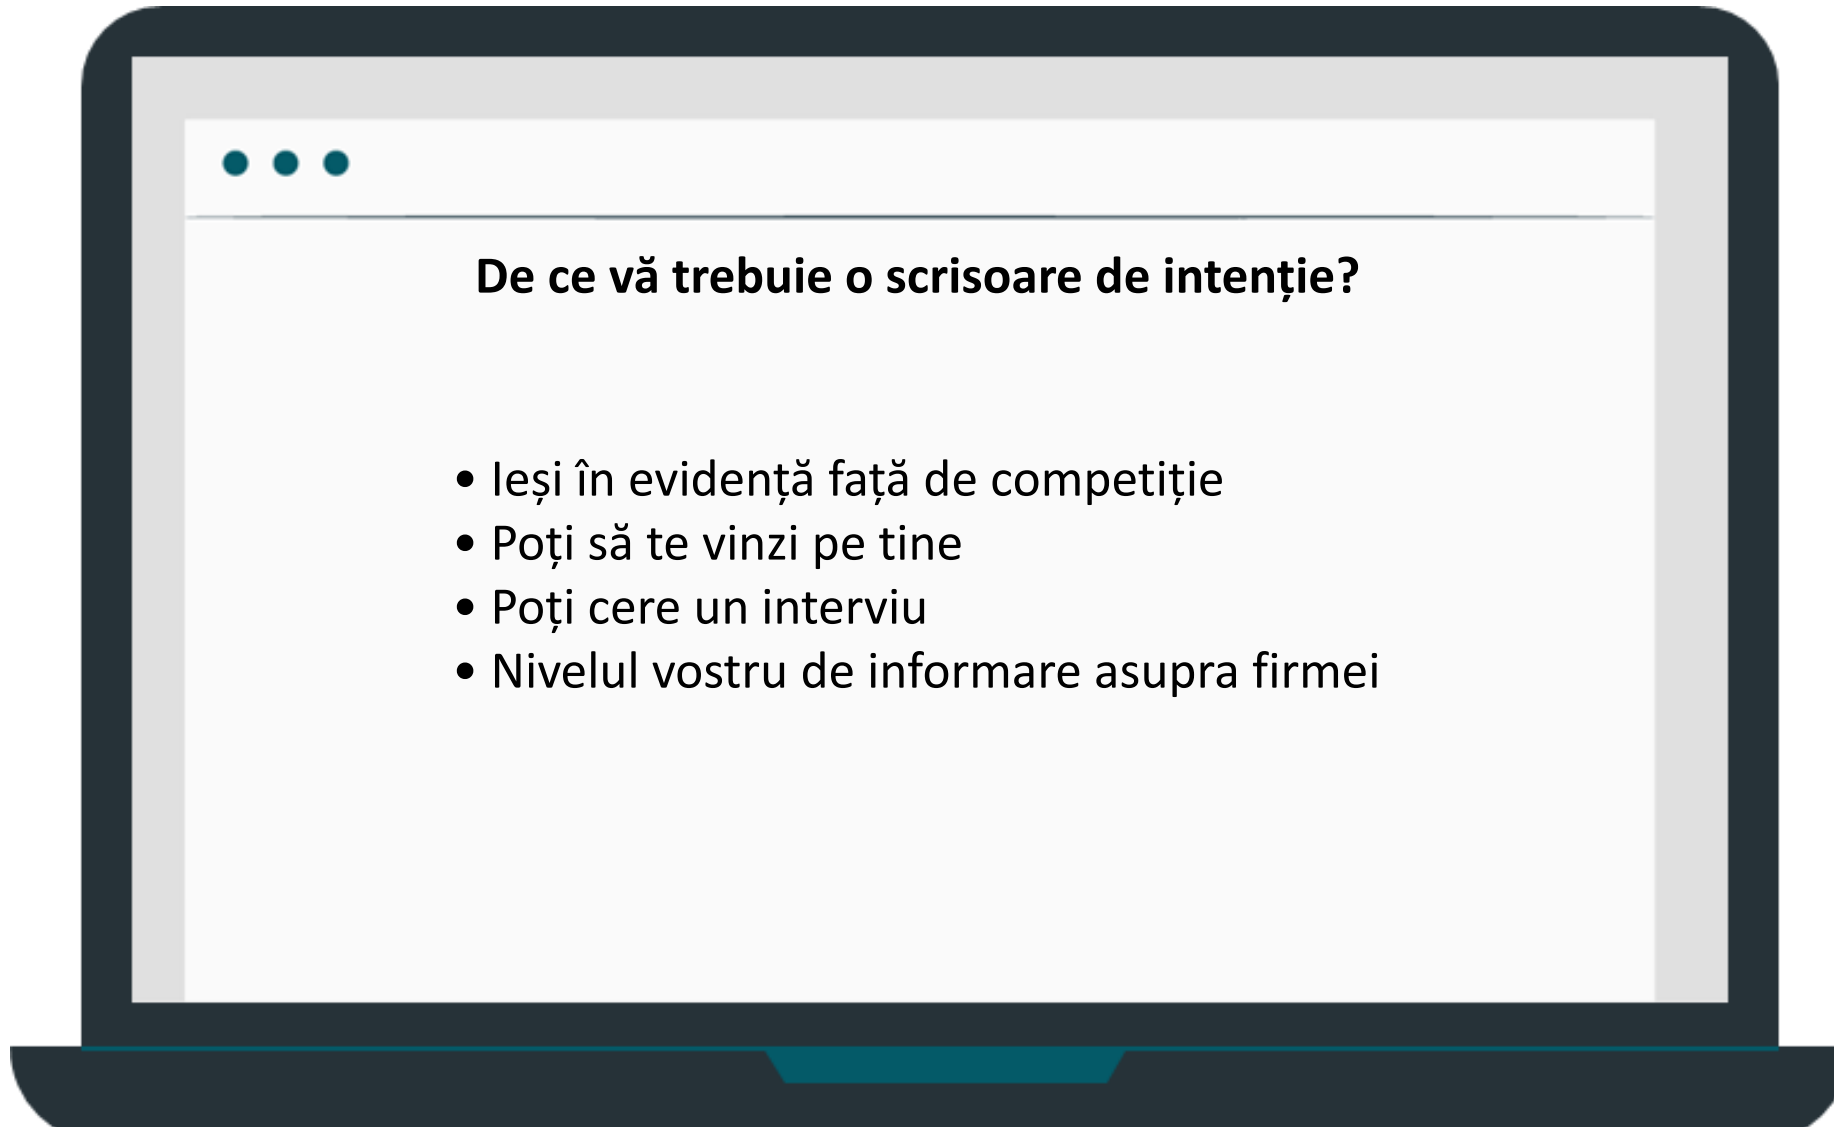 De ce vă trebuie o scrisoare de intenție?
• Ieși în evidență față de competiție
• Poți să te vinzi pe tine
• Poți cere un interviu
• Nivelul vostru de informare asupra firmei